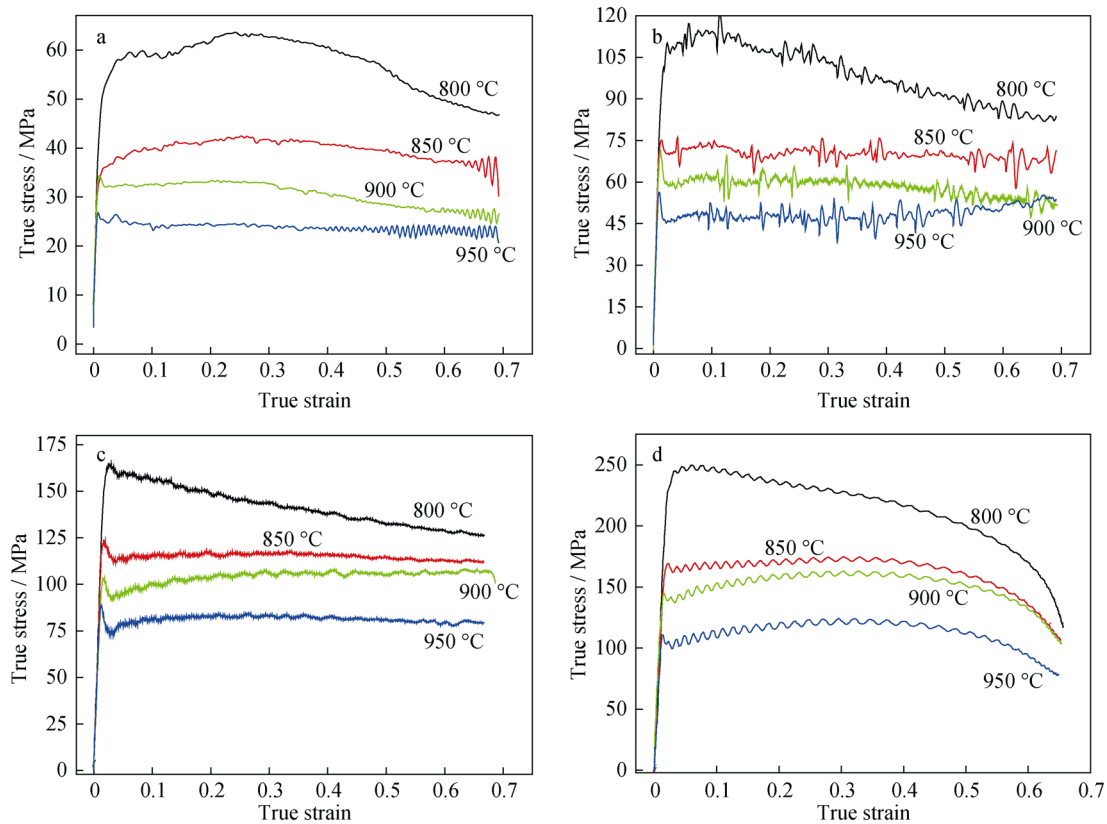 a
True stress / MPa
60
50
40
30
20
10
0
800 °C
850 °C
900 °C
950 °C
0 0.1 0.2 0.3 0.4 0.5 0.6 0.7
True strain
b
True stress / MPa
120
105
90
75
60
45
30
15
0
800 °C
850 °C
950 °C
900 °C
0 0.1 0.2 0.3 0.4 0.5 0.6 0.7
True strain
c
True stress / MPa
175
150
125
100
75
50
25
0
800 °C
850 °C
900 °C
950 °C
0 0.1 0.2 0.3 0.4 0.5 0.6 0.7
True strain
d
True stress / MPa
250
200
150
100
50
0
800 °C
850 °C
900 °C
950 °C
0 0.1 0.2 0.3 0.4 0.5 0.6 0.7
True strain